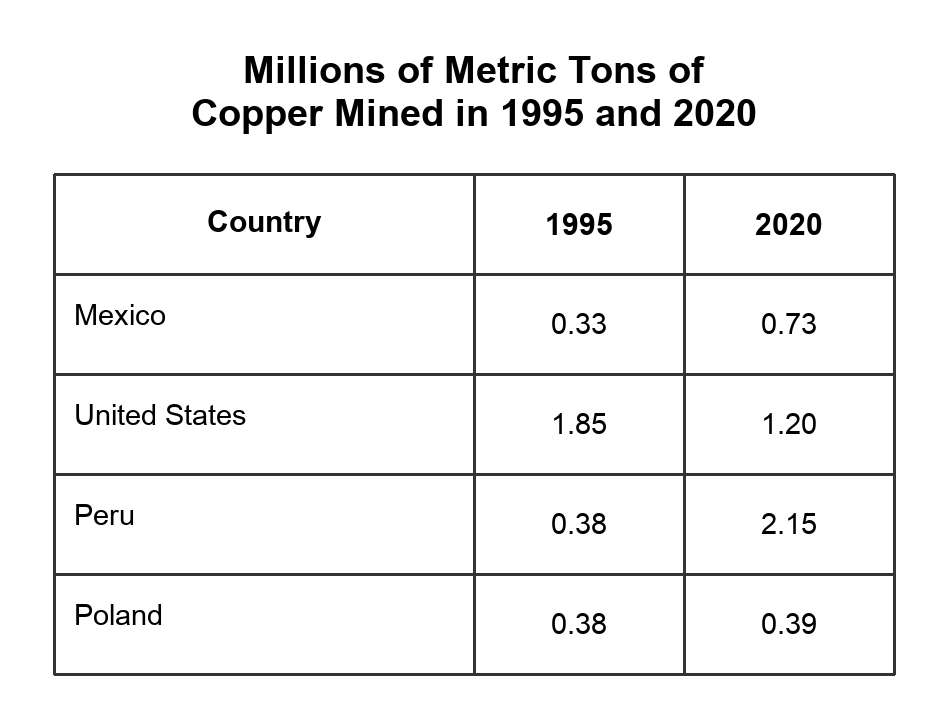 Millions of Metric Tons of
Copper Mined in 1995 and 2020
Country 1995 2020
Mexico 0.33 0.73
United States 1.85 1.20
Peru 0.38 2.15
Poland 0.38 0.39